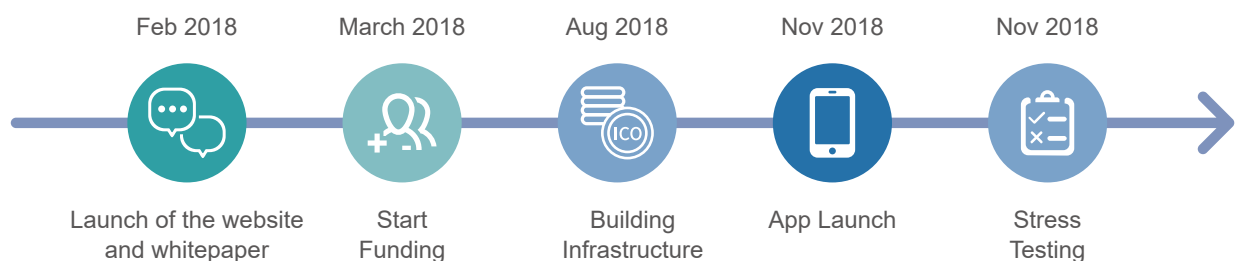 Feb 2018
March 2018
Aug 2018
Nov 2018
Nov 2018
ICO
Launch of the website
and whitepaper
Start
Funding
Building
Infrastructure
App Launch
Stress
Testing